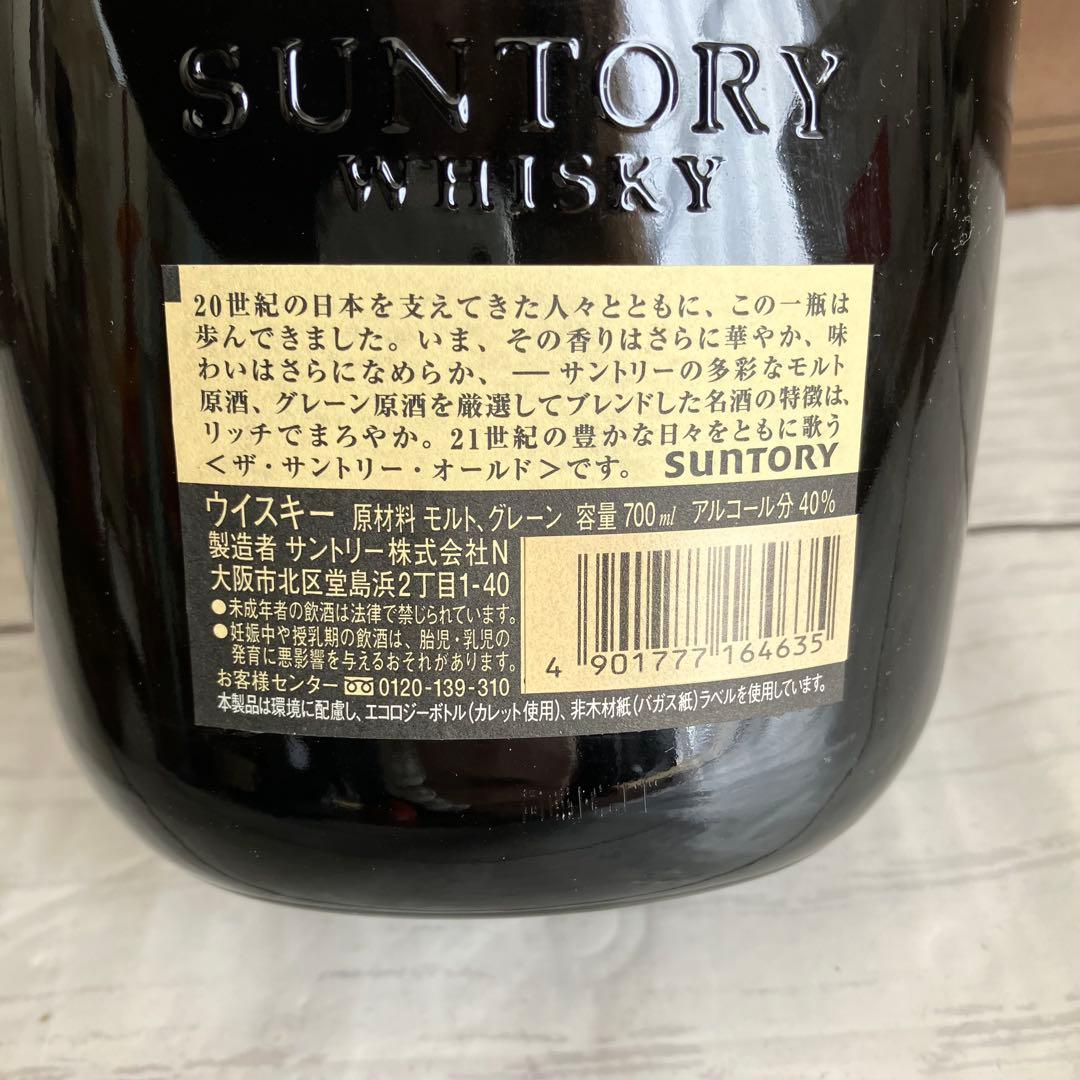 SUNTORY
WHISKY
20世紀の日本を支えてきた人々とともに、この一瓶は
歩んできました。いま、その香りはさらに華やか、味
わいはさらになめらか、—サントリーの多彩なモルト
原酒、グレーン原酒を厳選してブレンドした名酒の特徴は、
リッチでまろやか。21世紀の豊かな日々をともに歌う
＜ザ・サントリー・オールド＞です。 SUNTORY
ウイスキー 原材料 モルト、グレーン 容量 700ml アルコール分 40%
製造者 サントリー株式会社N
大阪市北区堂島浜2丁目1-40
●未成年者の飲酒は法律で禁じられています。
●妊娠中や授乳期の飲酒は、胎児・乳児の
発育に悪影響を与えるおそれがあります。
お客様センター 0120-139-310
4 901777 164635
本製品は環境に配慮し、エコロジーボトル(カレット使用)、非木材紙(バガス紙)ラベルを使用しています。